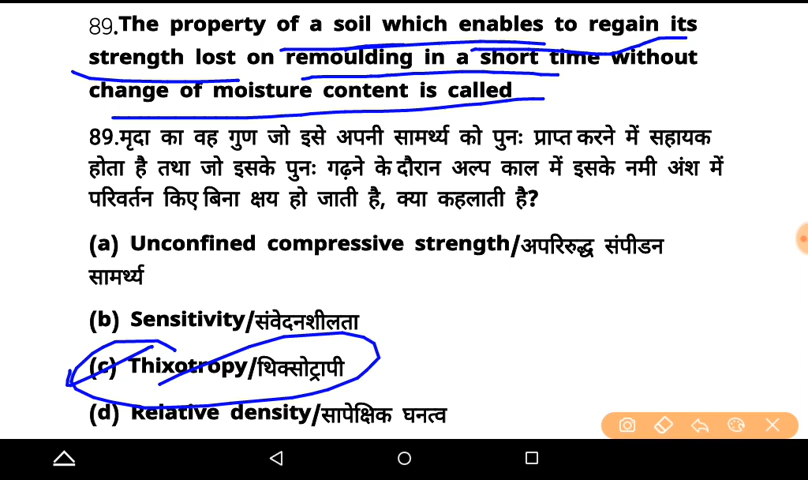 89.The property of a soil which enables to regain its
strength lost on remoulding in a short time without
change of moisture content is called
89.मृदा का वह गुण जो इसे अपनी सामर्थ्य को पुनः प्राप्त करने में सहायक
होता है तथा जो इसके पुनः गढ़ने के दौरान अल्प काल में इसके नमी अंश में
परिवर्तन किए बिना क्षय हो जाती है, क्या कहलाती है?
(a) Unconfined compressive strength/अपरिरुद्ध संपीडन
सामर्थ्य
(b) Sensitivity/संवेदनशीलता
(c) Thixotropy/थिक्सोट्रापी
(d) Relative density/सापेक्षिक घनत्व